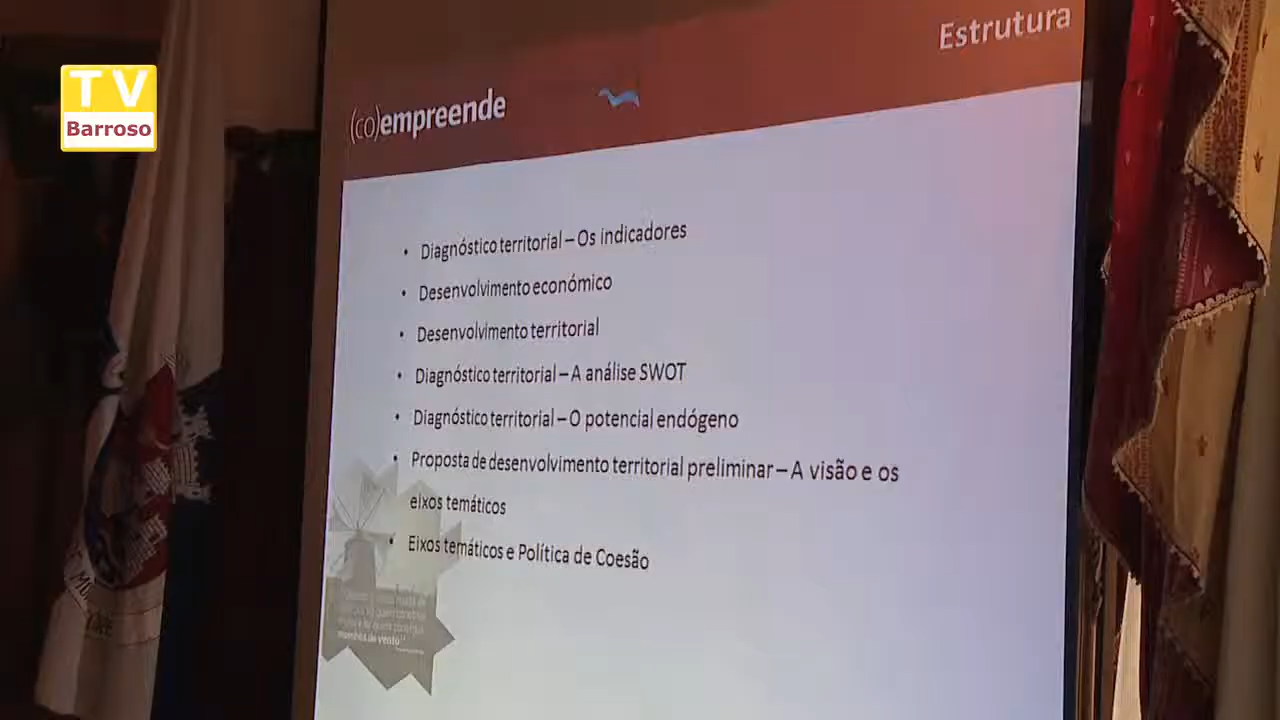 TV
Barroso
Estrutura
(co)empreende
• Diagnóstico territorial – Os indicadores
• Desenvolvimento económico
• Desenvolvimento territorial
• Diagnóstico territorial – A análise SWOT
• Diagnóstico territorial – O potencial endógeno
• Proposta de desenvolvimento territorial preliminar – A visão e os
eixos temáticos
• Eixos temáticos e Política de Coesão
moinhos de vento"